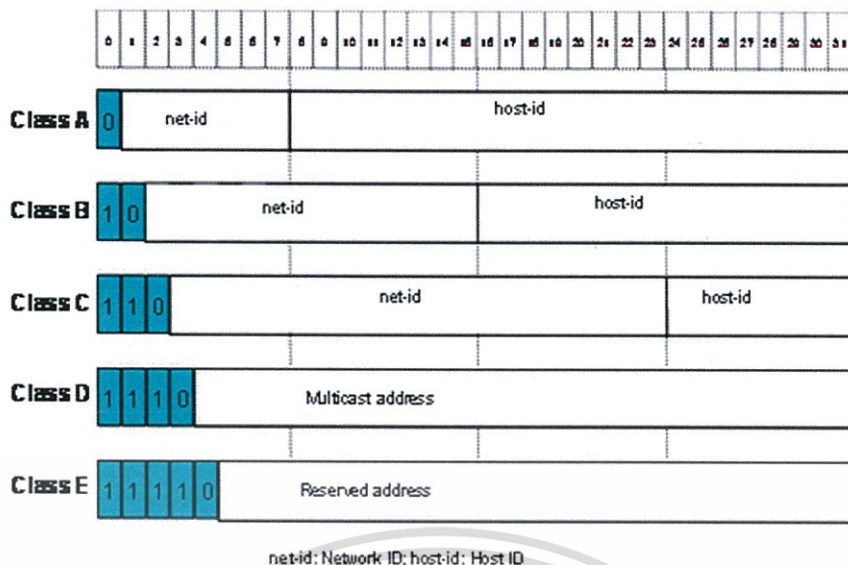 0 1 2 3 4 5 6 7 8 9 10 11 12 13 14 15 16 17 18 19 20 21 22 23 24 25 26 27 28 29 30 31
Class A 0 net-id host-id
Class B 1 0 net-id host-id
Class C 1 1 0 net-id host-id
Class D 1 1 1 0 Multicast address
Class E 1 1 1 1 0 Reserved address
net-id: Network ID; host-id: Host ID